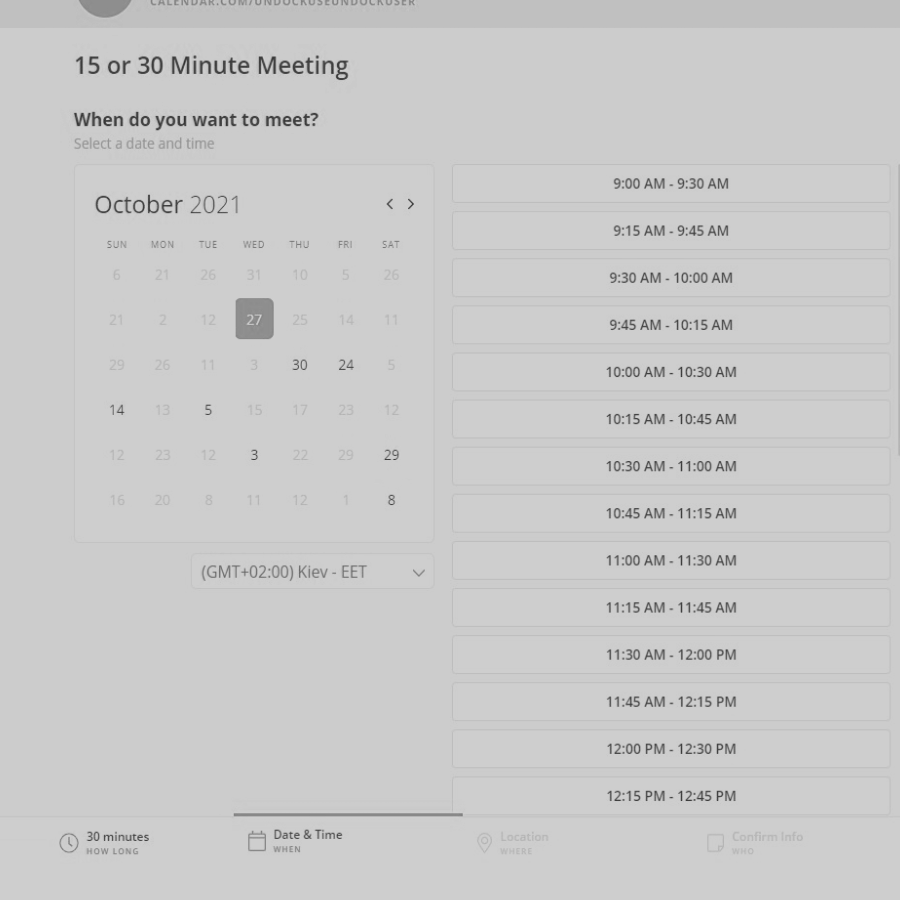 CALENDAR.COM/UNDOCKUSEUNDOCKUSER
15 or 30 Minute Meeting
When do you want to meet?
Select a date and time
October 2021
SUN MON TUE WED THU FRI SAT
6 21 26 31 10 5 26
21 2 12 27 25 14 11
29 26 11 3 30 24 5
14 13 5 15 17 23 12
12 23 12 3 22 29 29
16 20 8 11 12 1 8
(GMT+02:00) Kiev - EET
9:00 AM - 9:30 AM
9:15 AM - 9:45 AM
9:30 AM - 10:00 AM
9:45 AM - 10:15 AM
10:00 AM - 10:30 AM
10:15 AM - 10:45 AM
10:30 AM - 11:00 AM
10:45 AM - 11:15 AM
11:00 AM - 11:30 AM
11:15 AM - 11:45 AM
11:30 AM - 12:00 PM
11:45 AM - 12:15 PM
12:00 PM - 12:30 PM
12:15 PM - 12:45 PM
30 minutes
HOW LONG
Date & Time
WHEN
Location
WHERE
Confirm Info
WHO